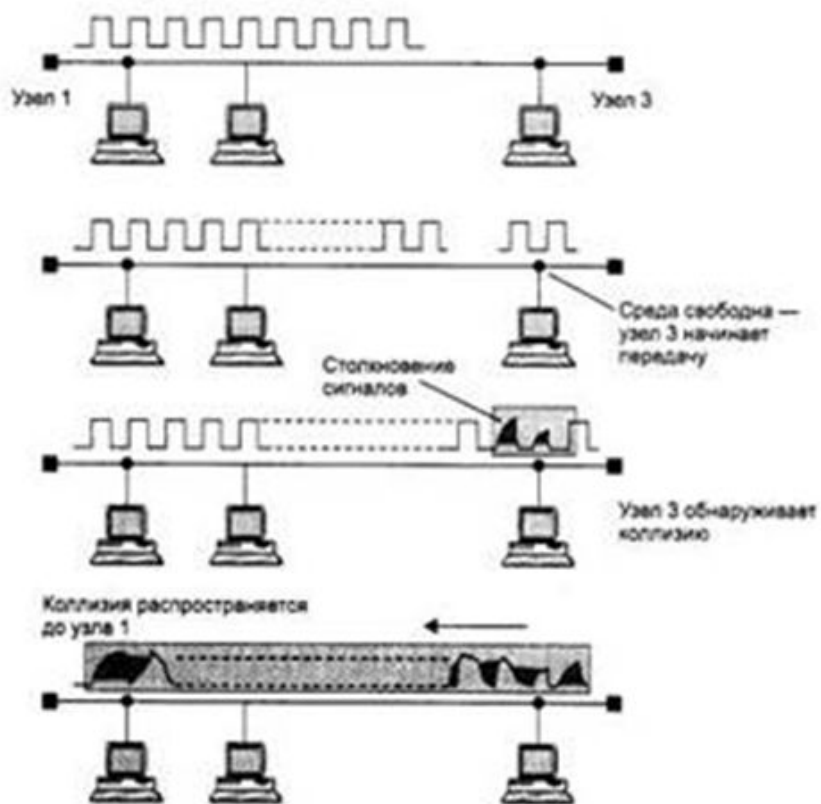 Узел 1
Узел 3
Среда свободна —
узел 3 начинает
передачу
Столкновение
сигналов
Узел 3 обнаруживает
коллизию
Коллизия распространяется
до узла 1